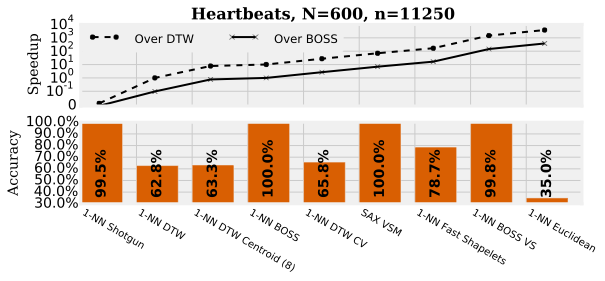 Heartbeats, N=600, n=11250
Speedup
10^4
10^3
10^2
10^1
10^0
10^-1
0
Over DTW
Over BOSS
Accuracy
100.0%
90.0%
80.0%
70.0%
60.0%
50.0%
40.0%
30.0%
99.5%
62.8%
63.3%
100.0%
65.8%
100.0%
78.7%
99.8%
35.0%
1-NN Shotgun
1-NN DTW
1-NN DTW Centroid (8)
1-NN BOSS
1-NN DTW CV
SAX VSM
1-NN Fast Shapelets
1-NN BOSS VS
1-NN Euclidean